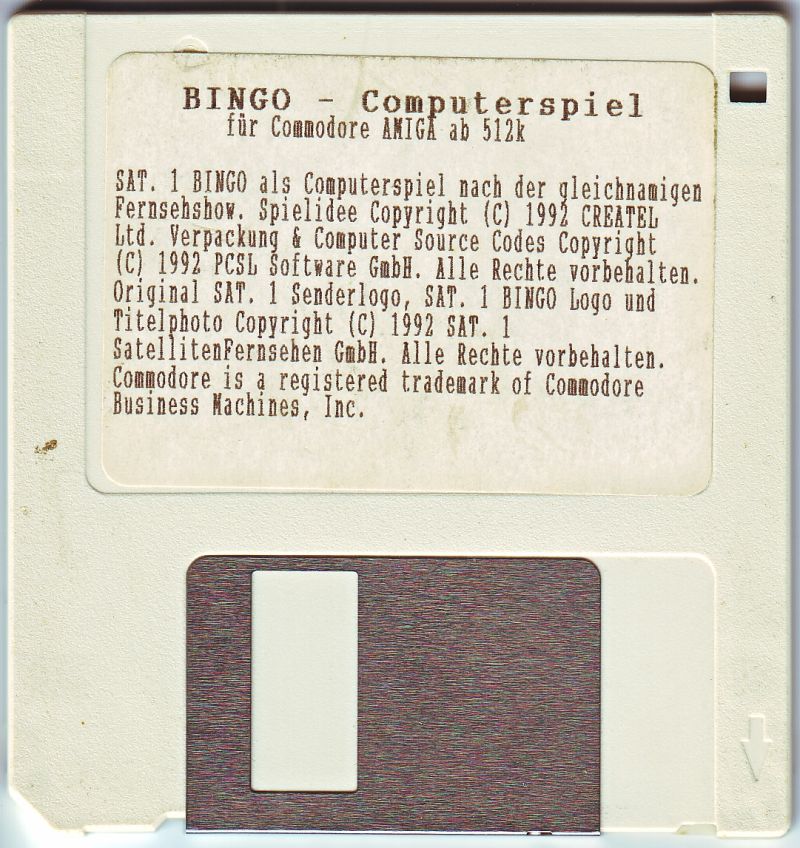 BINGO - Computerspiel
für Commodore AMIGA ab 512k
SAT. 1 BINGO als Computerspiel nach der gleichnamigen
Fernsehshow. Spielidee Copyright (C) 1992 CREATEL
Ltd. Verpackung & Computer Source Codes Copyright
(C) 1992 PCSL Software GmbH. Alle Rechte vorbehalten.
Original SAT. 1 Senderlogo, SAT. 1 BINGO Logo und
Titelphoto Copyright (C) 1992 SAT. 1
SatellitenFernsehen GmbH. Alle Rechte vorbehalten.
Commodore is a registered trademark of Commodore
Business Machines, Inc.